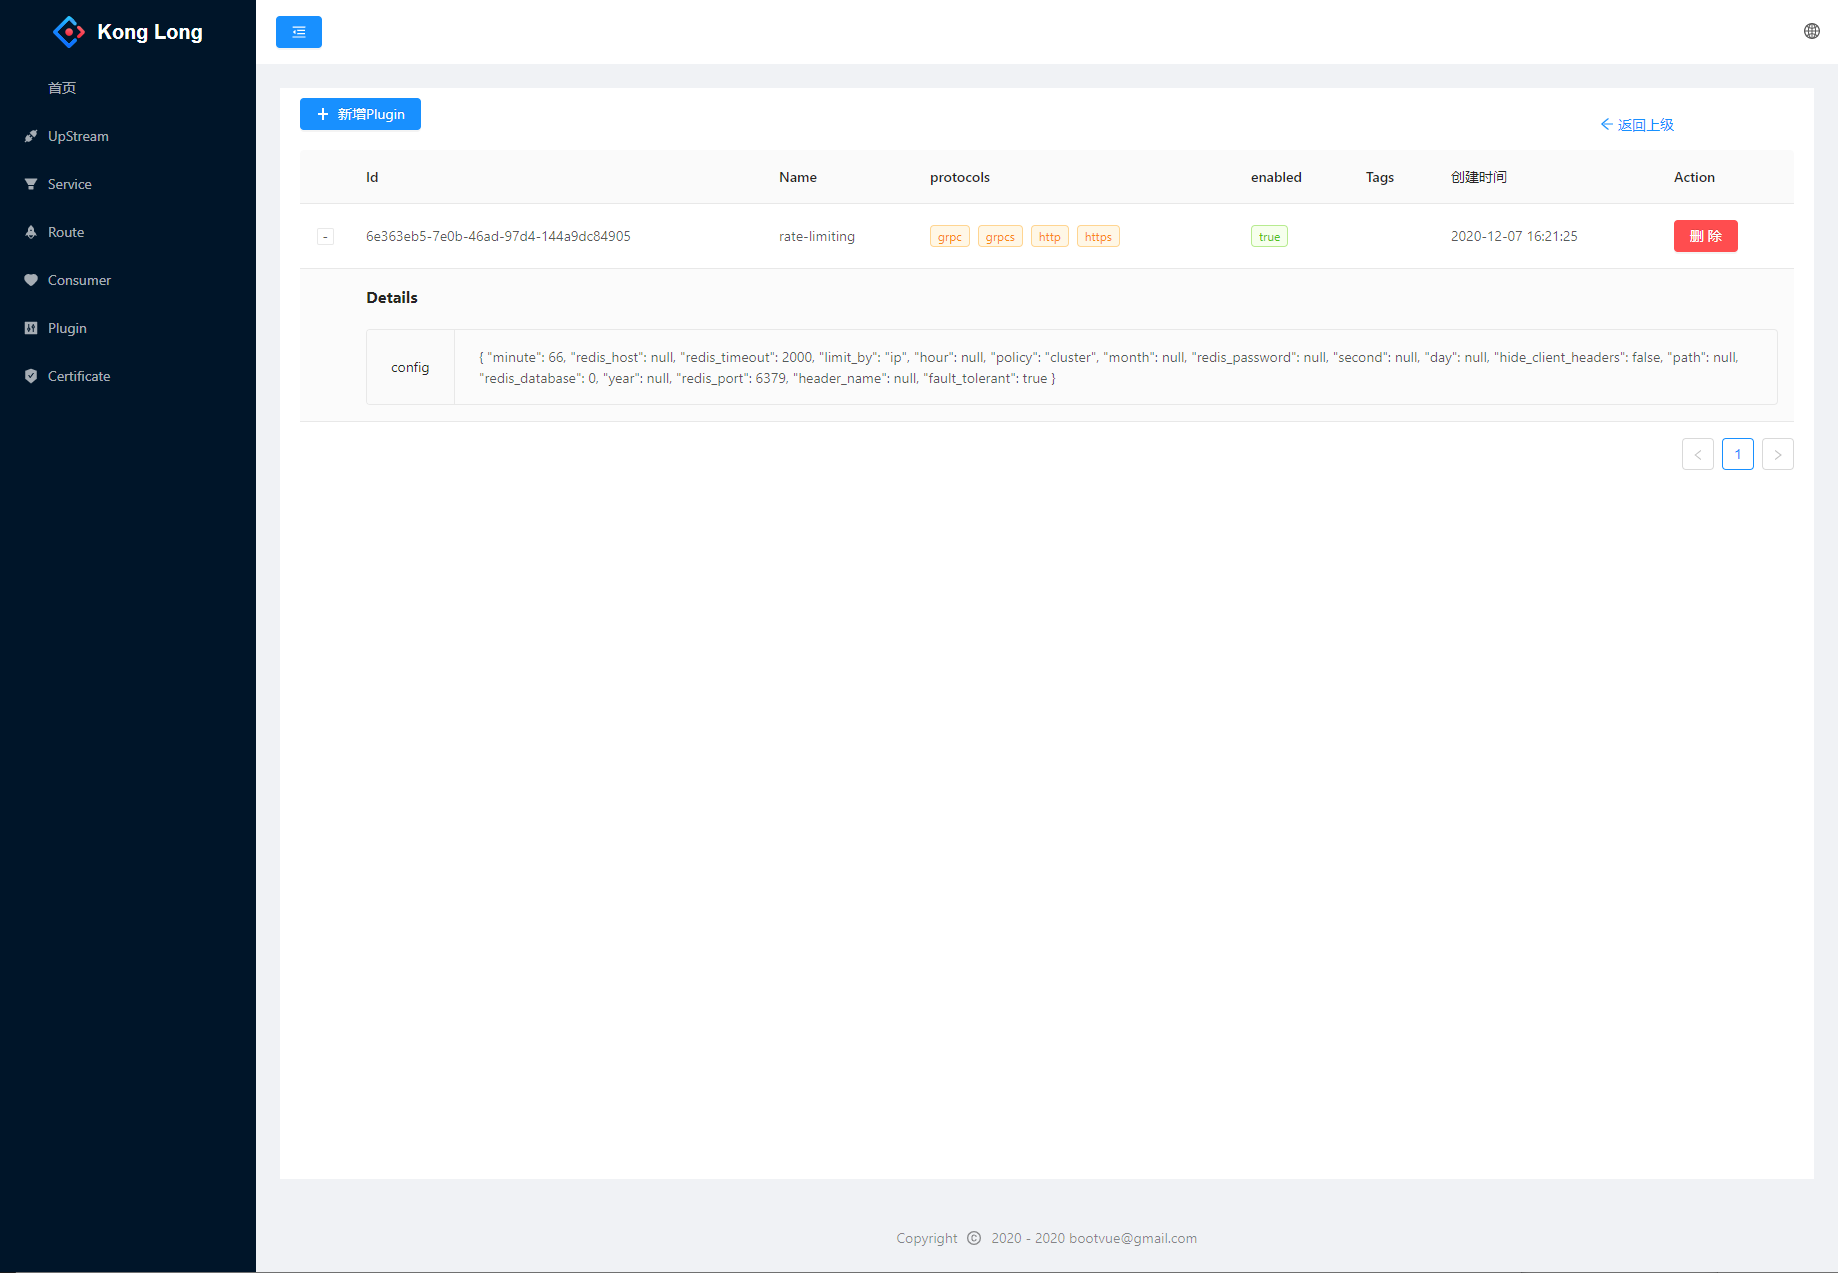 Kong Long
首页
UpStream
Service
Route
Consumer
Plugin
Certificate
新增Plugin
返回上级
Id Name protocols enabled Tags 创建时间 Action
- 6e363eb5-7e0b-46ad-97d4-144a9dc84905 rate-limiting grpc grpcs http https true 2020-12-07 16:21:25 删 除
Details
config
{ "minute": 66, "redis_host": null, "redis_timeout": 2000, "limit_by": "ip", "hour": null, "policy": "cluster", "month": null, "redis_password": null, "second": null, "day": null, "hide_client_headers": false, "path": null,
"redis_database": 0, "year": null, "redis_port": 6379, "header_name": null, "fault_tolerant": true }
< 1 >
Copyright © 2020 - 2020 bootvue@gmail.com